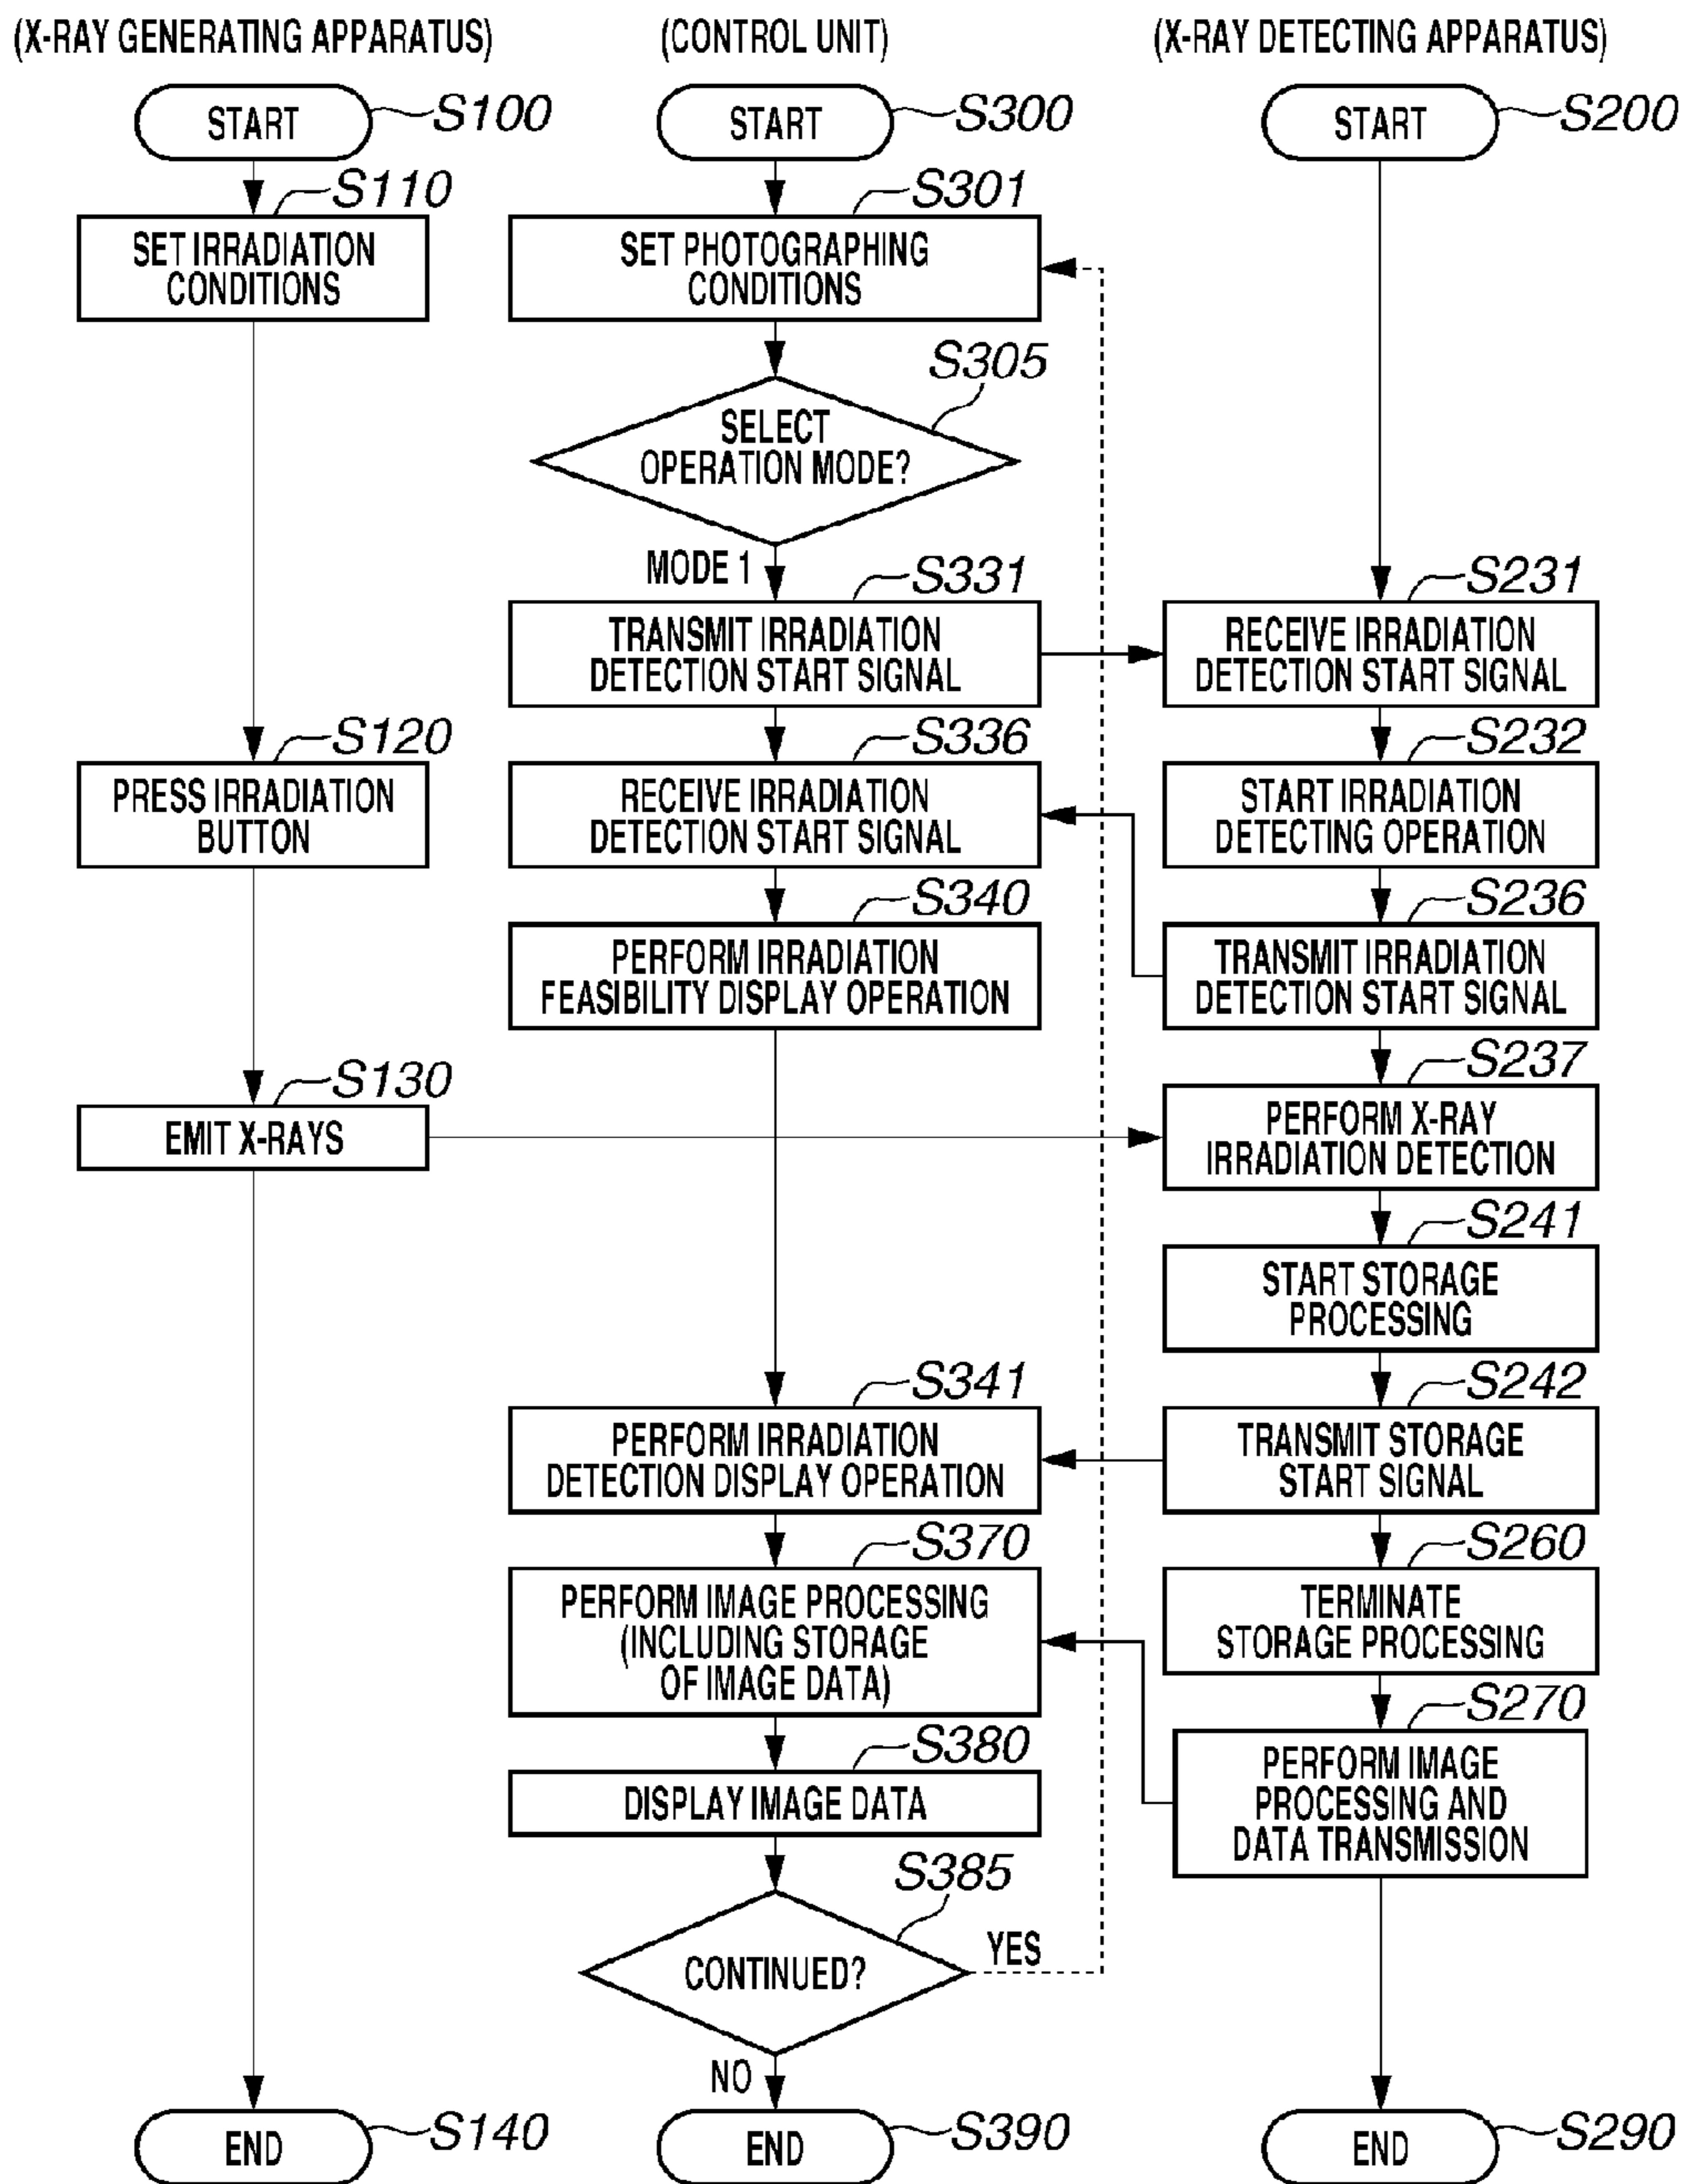 (X-RAY GENERATING APPARATUS)
START
S100
S110
SET IRRADIATION
CONDITIONS
S120
PRESS IRRADIATION
BUTTON
S130
EMIT X-RAYS
END
S140
(CONTROL UNIT)
START
S300
S301
SET PHOTOGRAPHING
CONDITIONS
S305
SELECT
OPERATION MODE?
MODE 1
S331
TRANSMIT IRRADIATION
DETECTION START SIGNAL
S336
RECEIVE IRRADIATION
DETECTION START SIGNAL
S340
PERFORM IRRADIATION
FEASIBILITY DISPLAY OPERATION
S341
PERFORM IRRADIATION
DETECTION DISPLAY OPERATION
S370
PERFORM IMAGE PROCESSING
(INCLUDING STORAGE
OF IMAGE DATA)
S380
DISPLAY IMAGE DATA
S385
CONTINUED?
YES
NO
END
S390
(X-RAY DETECTING APPARATUS)
START
S200
S231
RECEIVE IRRADIATION
DETECTION START SIGNAL
S232
START IRRADIATION
DETECTING OPERATION
S236
TRANSMIT IRRADIATION
DETECTION START SIGNAL
S237
PERFORM X-RAY
IRRADIATION DETECTION
S241
START STORAGE
PROCESSING
S242
TRANSMIT STORAGE
START SIGNAL
S260
TERMINATE
STORAGE PROCESSING
S270
PERFORM IMAGE
PROCESSING AND
DATA TRANSMISSION
END
S290